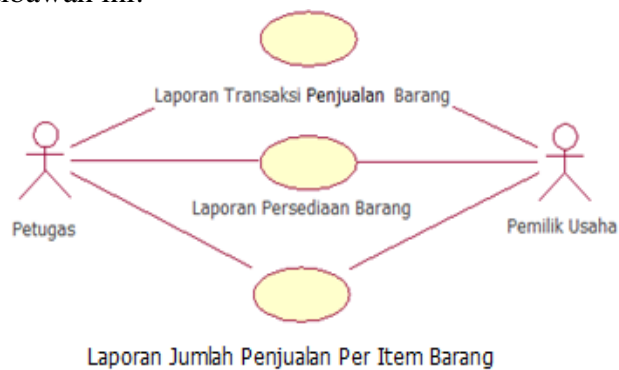 Laporan Transaksi Penjualan Barang
Laporan Persediaan Barang
Petugas
Pemilik Usaha
Laporan Jumlah Penjualan Per Item Barang